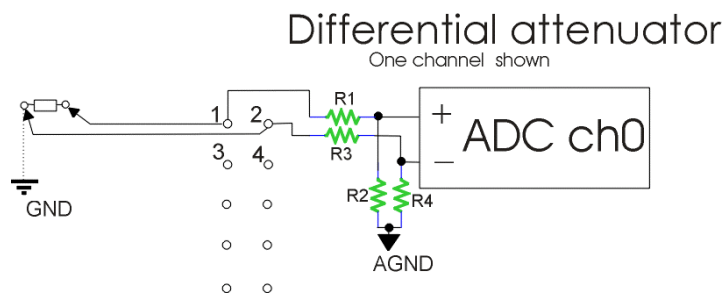 Differential attenuator
One channel shown
R1
1
2
+
ADC ch0
R3
−
3
4
R2
R4
GND
AGND